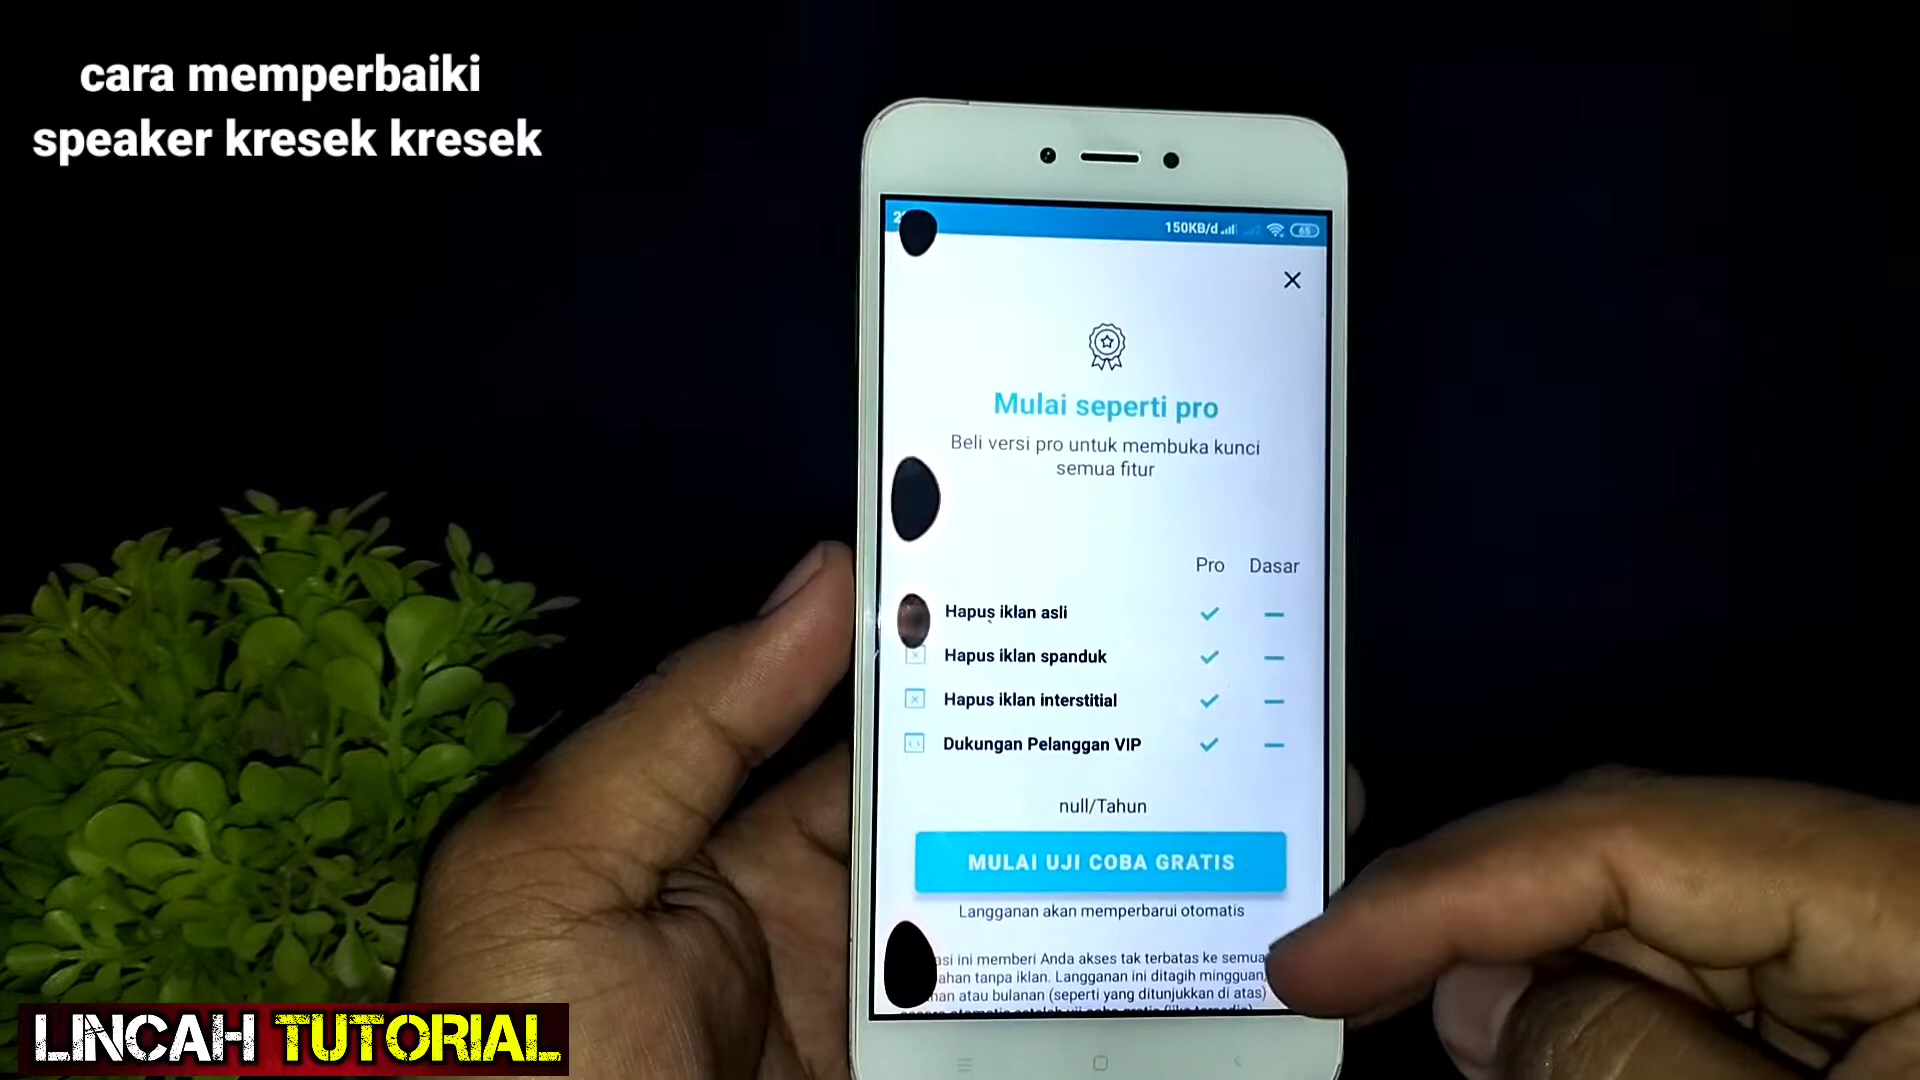 cara memperbaiki
speaker kresek kresek
150KB/d
65
Mulai seperti pro
Beli versi pro untuk membuka kunci
semua fitur
Pro Dasar
Hapus iklan asli
Hapus iklan spanduk
Hapus iklan interstitial
Dukungan Pelanggan VIP
null/Tahun
MULAI UJI COBA GRATIS
Langganan akan memperbarui otomatis
ini memberi Anda akses tak terbatas ke semua
tanpa iklan. Langganan ini ditagih mingguan,
atau bulanan (seperti yang ditunjukkan di atas)
LINCAH TUTORIAL